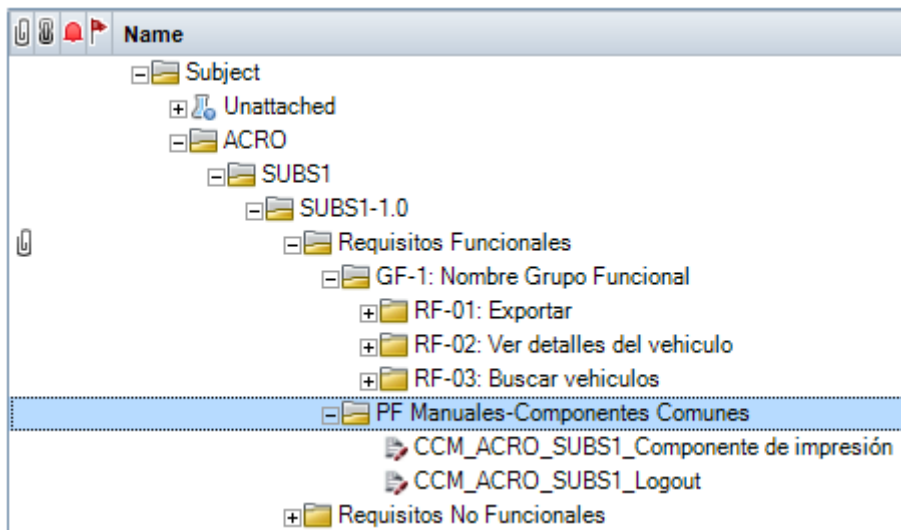 Name
Subject
Unattached
ACRO
SUBS1
SUBS1-1.0
Requisitos Funcionales
GF-1: Nombre Grupo Funcional
RF-01: Exportar
RF-02: Ver detalles del vehiculo
RF-03: Buscar vehiculos
PF Manuales-Componentes Comunes
CCM_ACRO_SUBS1_Componente de impresión
CCM_ACRO_SUBS1_Logout
Requisitos No Funcionales